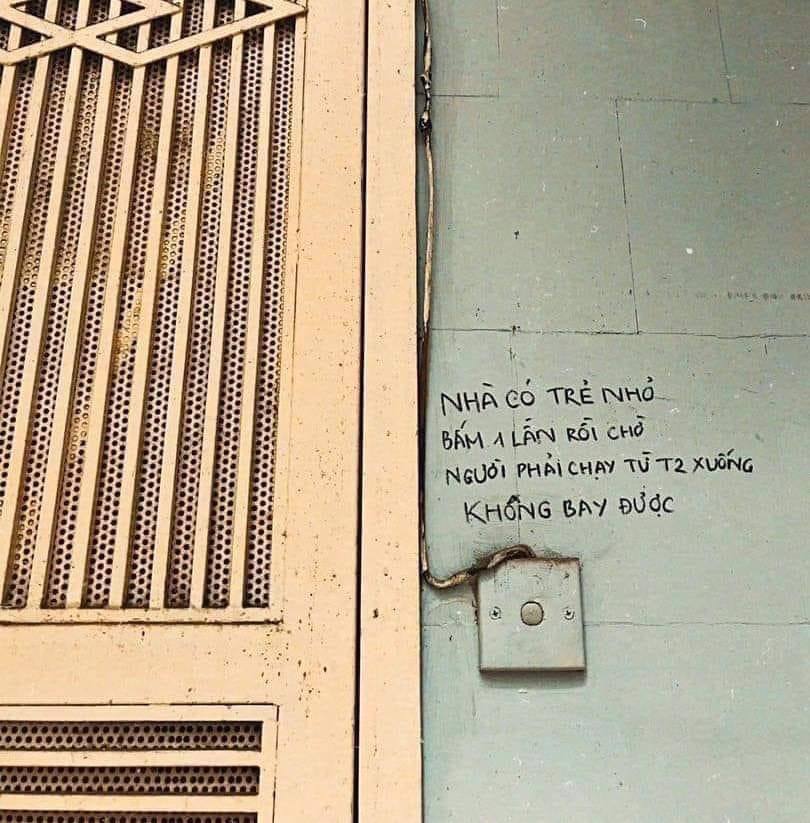 NHÀ CÓ TRẺ NHỎ
BẤM 1 LẦN RỒI CHỜ
NGƯỜI PHẢI CHẠY TỪ T2 XUỐNG
KHÔNG BAY ĐƯỢC